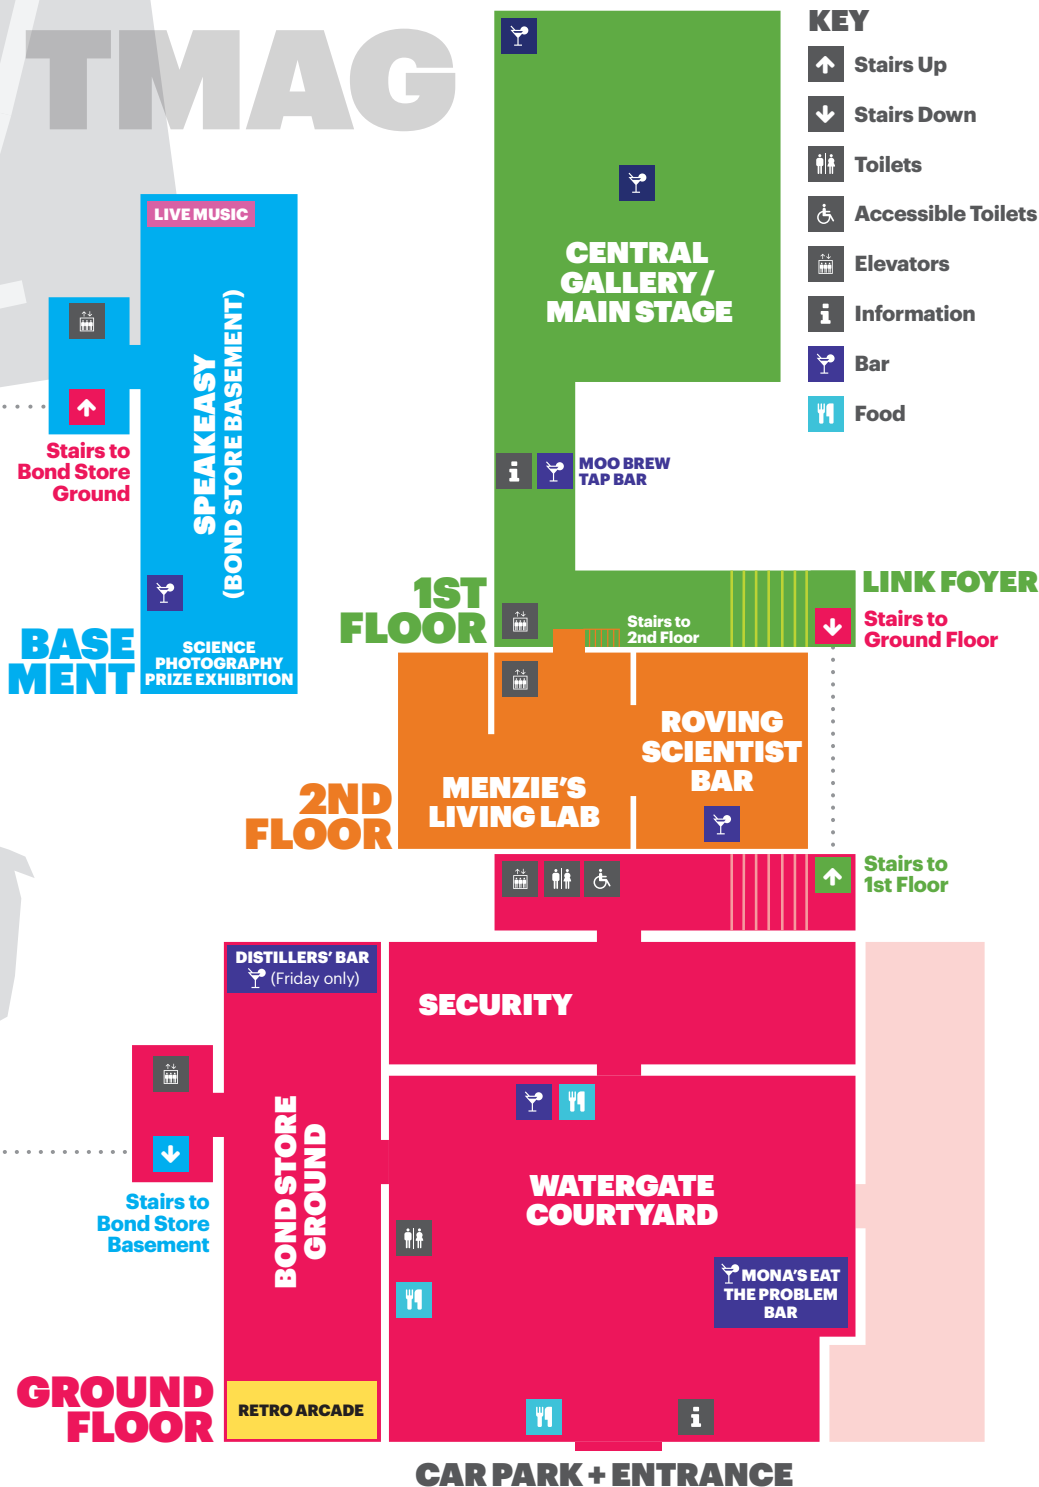 TMAG
KEY
Stairs Up
Stairs Down
Toilets
Accessible Toilets
Elevators
Information
Bar
Food
LIVE MUSIC
SPEAKEASY
(BOND STORE BASEMENT)
Stairs to
Bond Store
Ground
BASE
MENT
SCIENCE
PHOTOGRAPHY
PRIZE EXHIBITION
CENTRAL
GALLERY /
MAIN STAGE
MOO BREW
TAP BAR
1ST
FLOOR
LINK FOYER
Stairs to
2nd Floor
Stairs to
Ground Floor
2ND
FLOOR
MENZIE'S
LIVING LAB
ROVING
SCIENTIST
BAR
Stairs to
1st Floor
DISTILLERS' BAR
(Friday only)
SECURITY
BOND STORE
GROUND
Stairs to
Bond Store
Basement
WATERGATE
COURTYARD
MONA'S EAT
THE PROBLEM
BAR
GROUND
FLOOR
RETRO ARCADE
CAR PARK + ENTRANCE